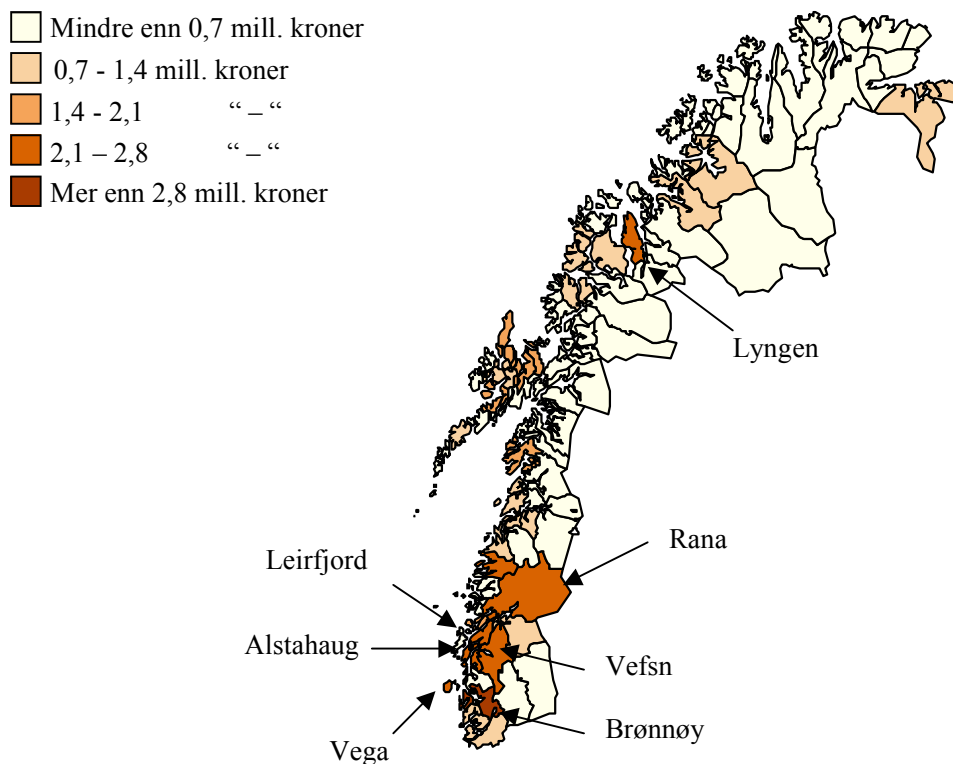 Mindre enn 0,7 mill. kroner
0,7 - 1,4 mill. kroner
1,4 - 2,1 “ – “
2,1 – 2,8 “ – “
Mer enn 2,8 mill. kroner
Lyngen
Rana
Leirfjord
Alstahaug
Vefsn
Brønnøy
Vega